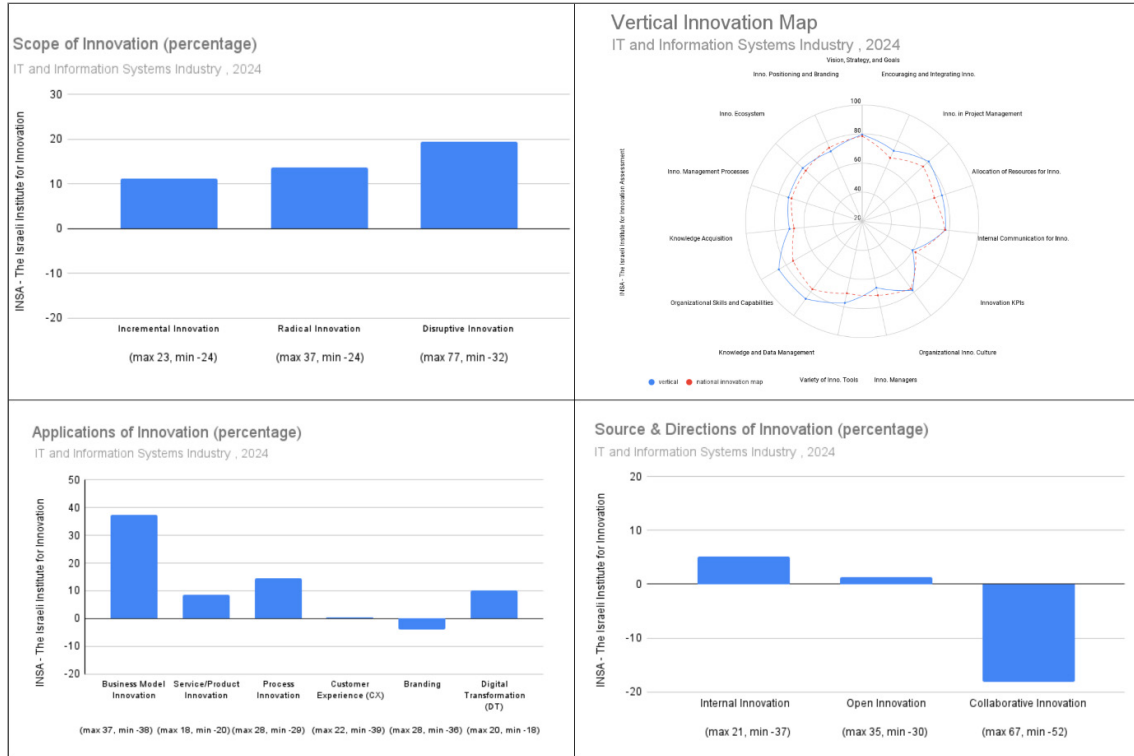 Scope of Innovation (percentage)
IT and Information Systems Industry , 2024
INSA - The Israeli Institute for Innovation
30
20
10
0
-10
-20
Incremental Innovation
Radical Innovation
Disruptive Innovation
(max 23, min -24)
(max 37, min -24)
(max 77, min -32)
Vertical Innovation Map
IT and Information Systems Industry , 2024
Vision, Strategy, and Goals
Inno. Positioning and Branding
Encouraging and Integrating Inno.
Inno. Ecosystem
Inno. in Project Management
Inno. Management Processes
Allocation of Resources for Inno.
Knowledge Acquisition
Internal Communication for Inno.
Organizational Skills and Capabilities
Innovation KPIs
Knowledge and Data Management
Organizational Inno. Culture
Variety of Inno. Tools
Inno. Managers
100
80
60
40
20
INSA - The Israeli Institute for Innovation Assessment
vertical
national innovation map
Applications of Innovation (percentage)
IT and Information Systems Industry , 2024
INSA - The Israeli Institute for Innovation
50
40
30
20
10
0
-10
-20
Business Model
Innovation
Service/Product
Innovation
Process
Innovation
Customer
Experience (CX)
Branding
Digital
Transformation
(DT)
(max 37, min -38)
(max 18, min -20)
(max 28, min -29)
(max 22, min -39)
(max 28, min -36)
(max 20, min -18)
Source & Directions of Innovation (percentage)
IT and Information Systems Industry , 2024
INSA - The Israeli Institute for Innovation
20
10
0
-10
-20
Internal Innovation
Open Innovation
Collaborative Innovation
(max 21, min -37)
(max 35, min -30)
(max 67, min -52)